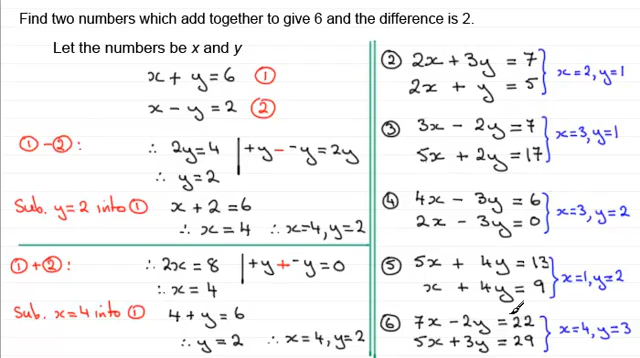 Find two numbers which add together to give 6 and the difference is 2.
Let the numbers be x and y
x + y = 6 ①
x - y = 2 ②
① - ② :
∴ 2y = 4 | +y - -y = 2y
∴ y = 2
Sub. y = 2 into ① x + 2 = 6
∴ x = 4 ∴ x = 4, y = 2
① + ② : ∴ 2x = 8 | +y + -y = 0
∴ x = 4
Sub. x = 4 into ① 4 + y = 6
∴ y = 2 ∴ x = 4, y = 2
② 2x + 3y = 7
2x + y = 5 } x = 2, y = 1
③ 3x - 2y = 7
5x + 2y = 17 } x = 3, y = 1
④ 4x - 3y = 6
2x - 3y = 0 } x = 3, y = 2
⑤ 5x + 4y = 13
x + 4y = 9 } x = 1, y = 2
⑥ 7x - 2y = 22
5x + 3y = 29 } x = 4, y = 3